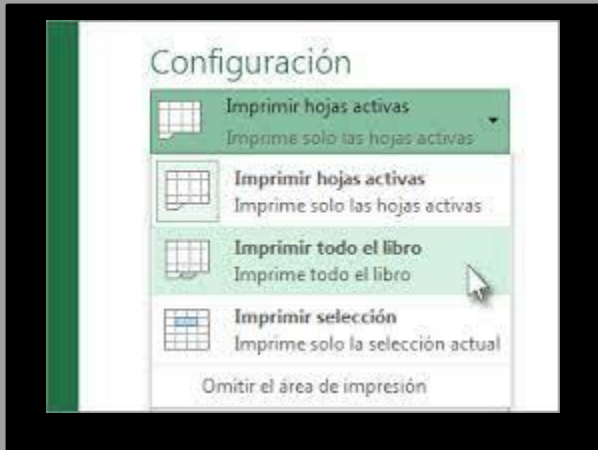 Configuración
Imprimir hojas activas
Imprime solo las hojas activas
Imprimir hojas activas
Imprime solo las hojas activas
Imprimir todo el libro
Imprime todo el libro
Imprimir selección
Imprime solo la selección actual
Omitir el área de impresión